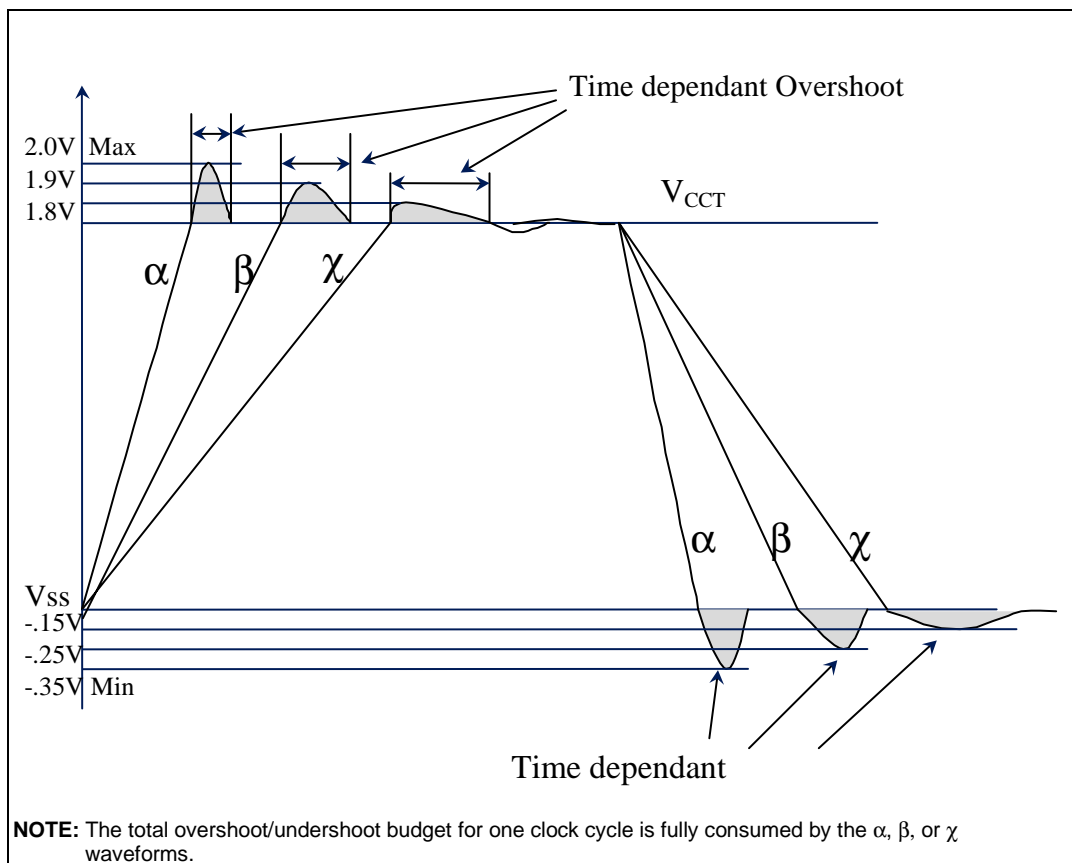 Time dependant Overshoot
2.0V Max
1.9V
1.8V
VCCT
α
β
χ
α
β
χ
VSS
-.15V
-.25V
-.35V Min
Time dependant
NOTE: The total overshoot/undershoot budget for one clock cycle is fully consumed by the α, β, or χ
waveforms.